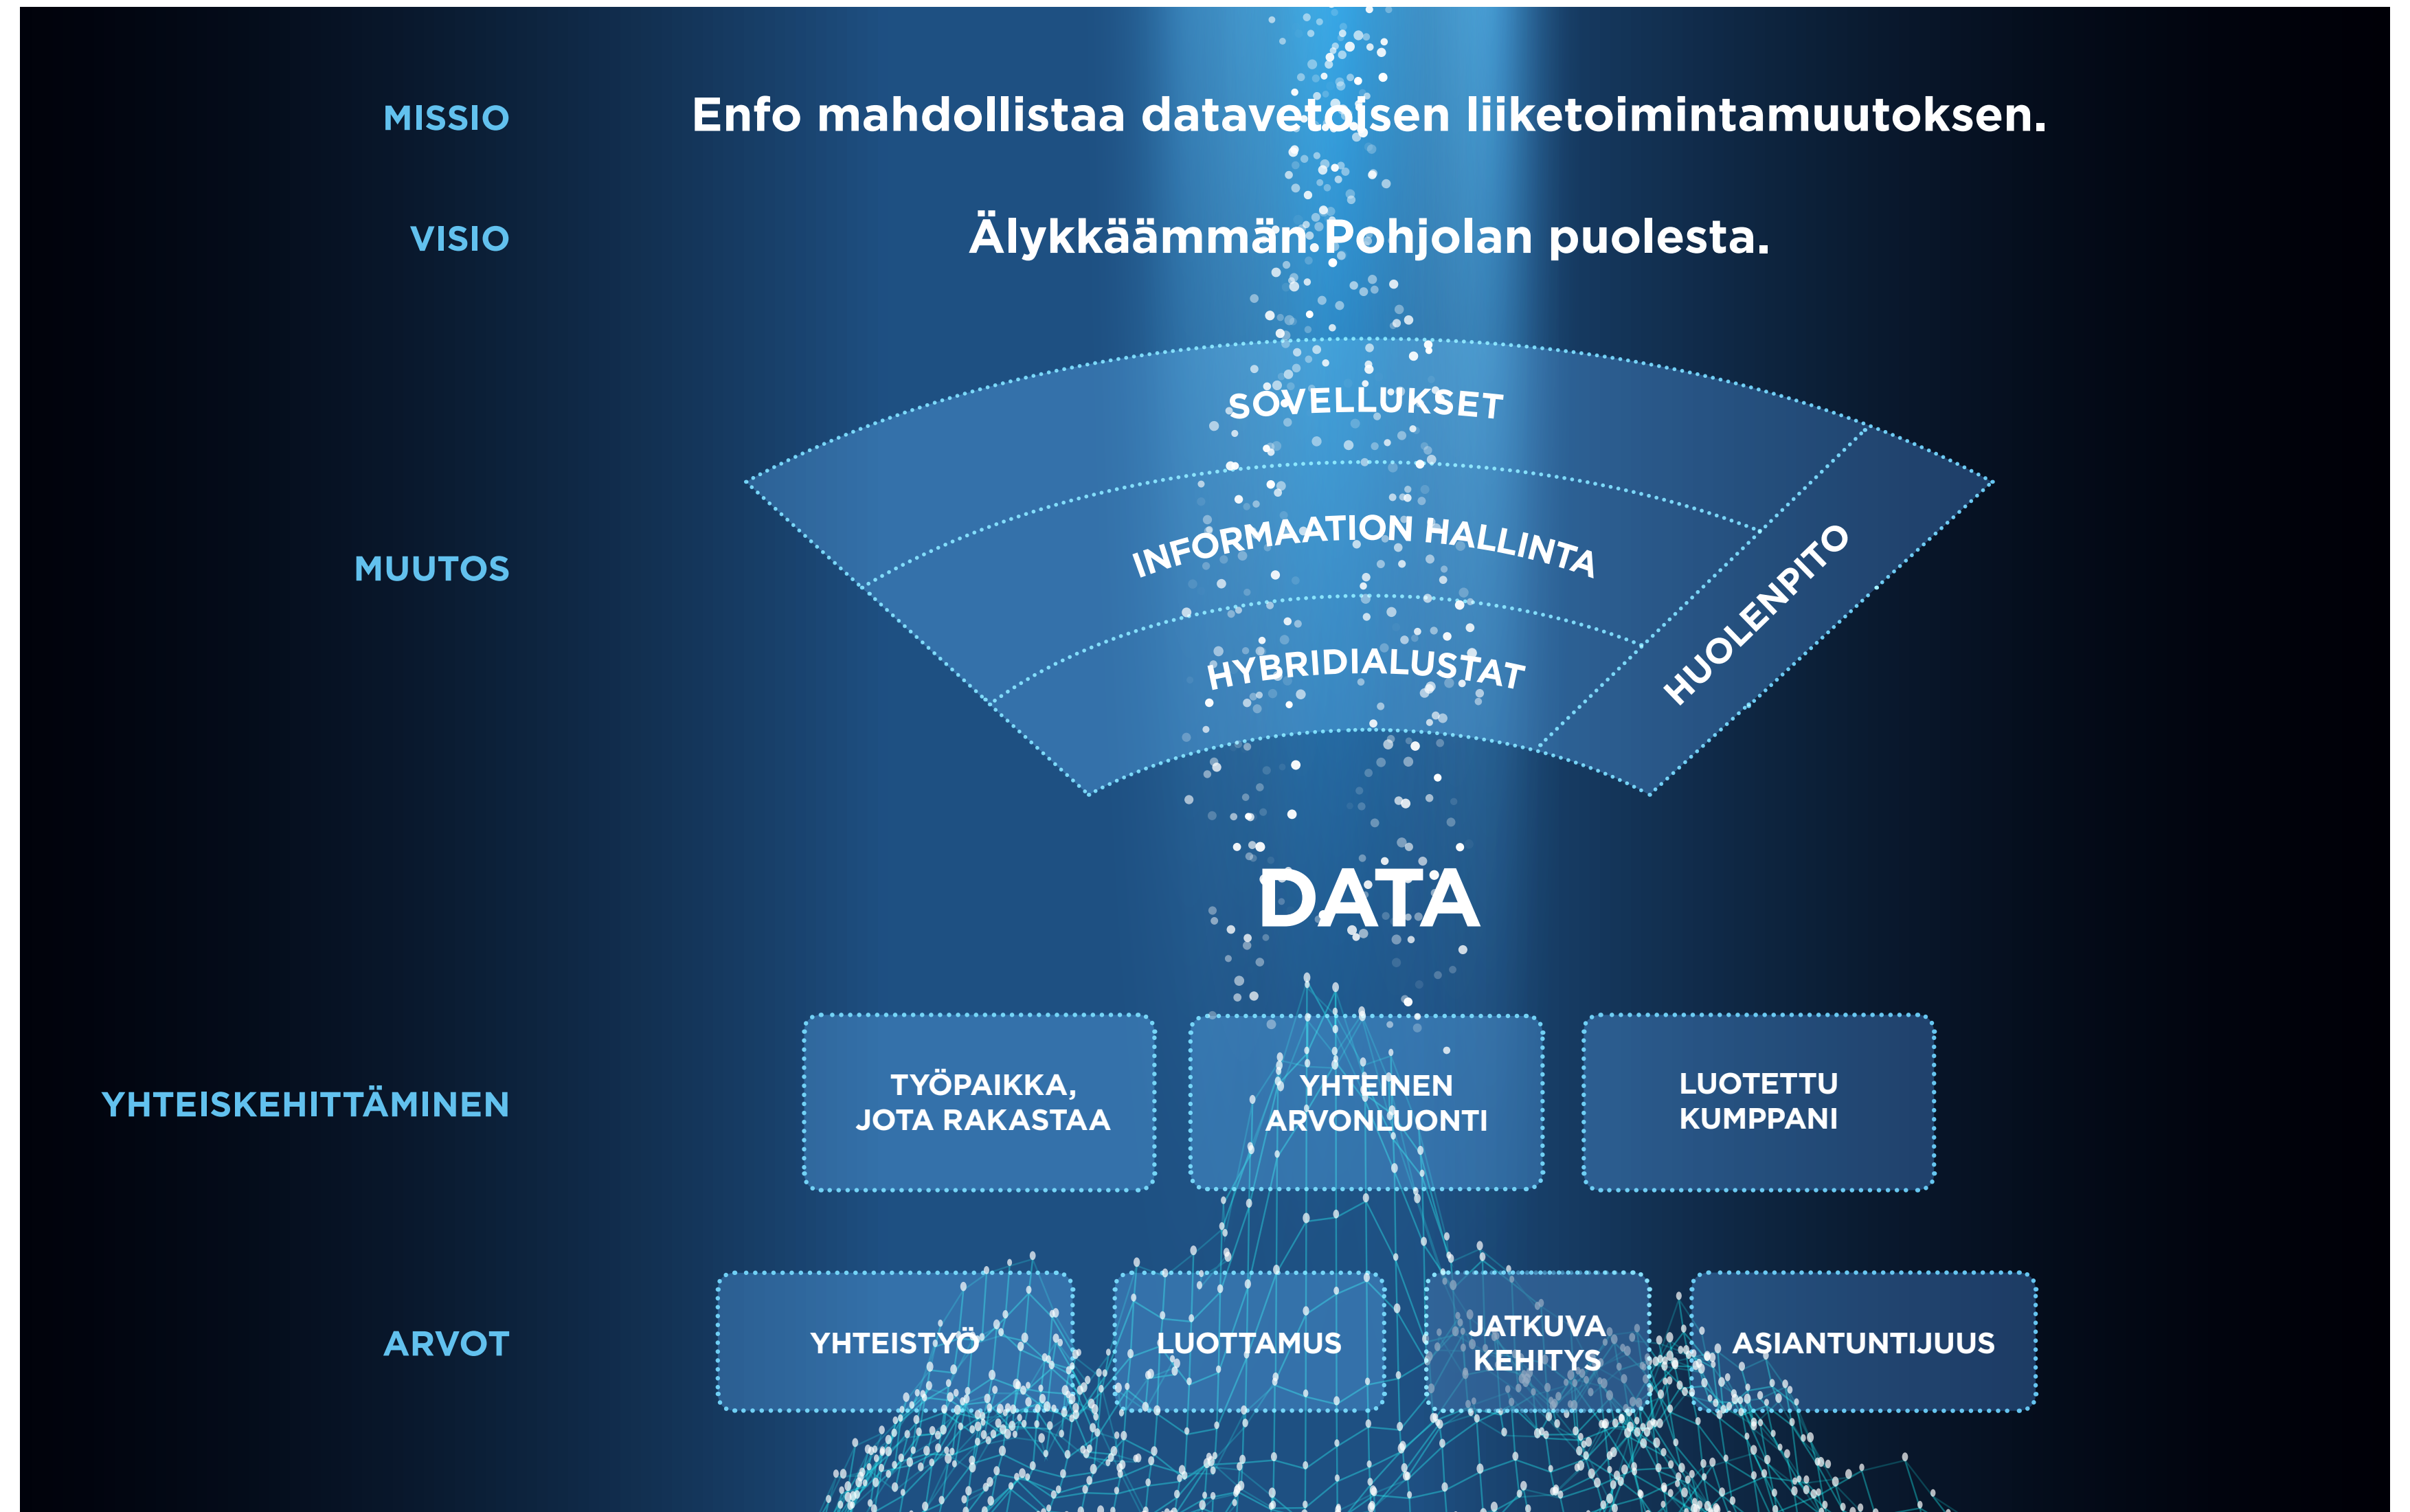 MISSIO
Enfo mahdollistaa datavetoisen liiketoimintamuutoksen.
VISIO
Älykkäämmän Pohjolan puolesta.
MUUTOS
SOVELLUKSET
INFORMAATION HALLINTA
HYBRIDIALUSTAT
HUOLENPITO
DATA
YHTEISKEHITTÄMINEN
TYÖPAIKKA,
JOTA RAKASTAA
YHTEINEN
ARVONLUONTI
LUOTETTU
KUMPPANI
ARVOT
YHTEISTYÖ
LUOTTAMUS
JATKUVA
KEHITYS
ASIANTUNTIJUUS